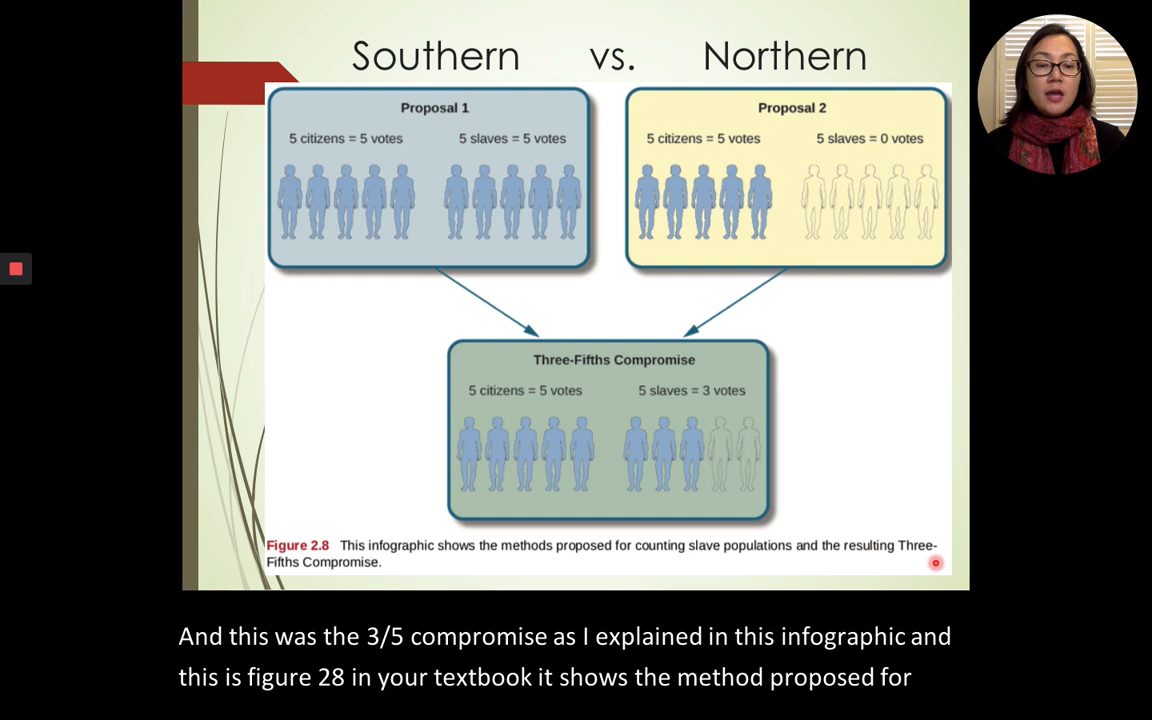 Southern vs. Northern
Proposal 1
5 citizens = 5 votes 5 slaves = 5 votes
Proposal 2
5 citizens = 5 votes 5 slaves = 0 votes
Three-Fifths Compromise
5 citizens = 5 votes 5 slaves = 3 votes
Figure 2.8 This infographic shows the methods proposed for counting slave populations and the resulting Three-
Fifths Compromise.
And this was the 3/5 compromise as I explained in this infographic and
this is figure 28 in your textbook it shows the method proposed for